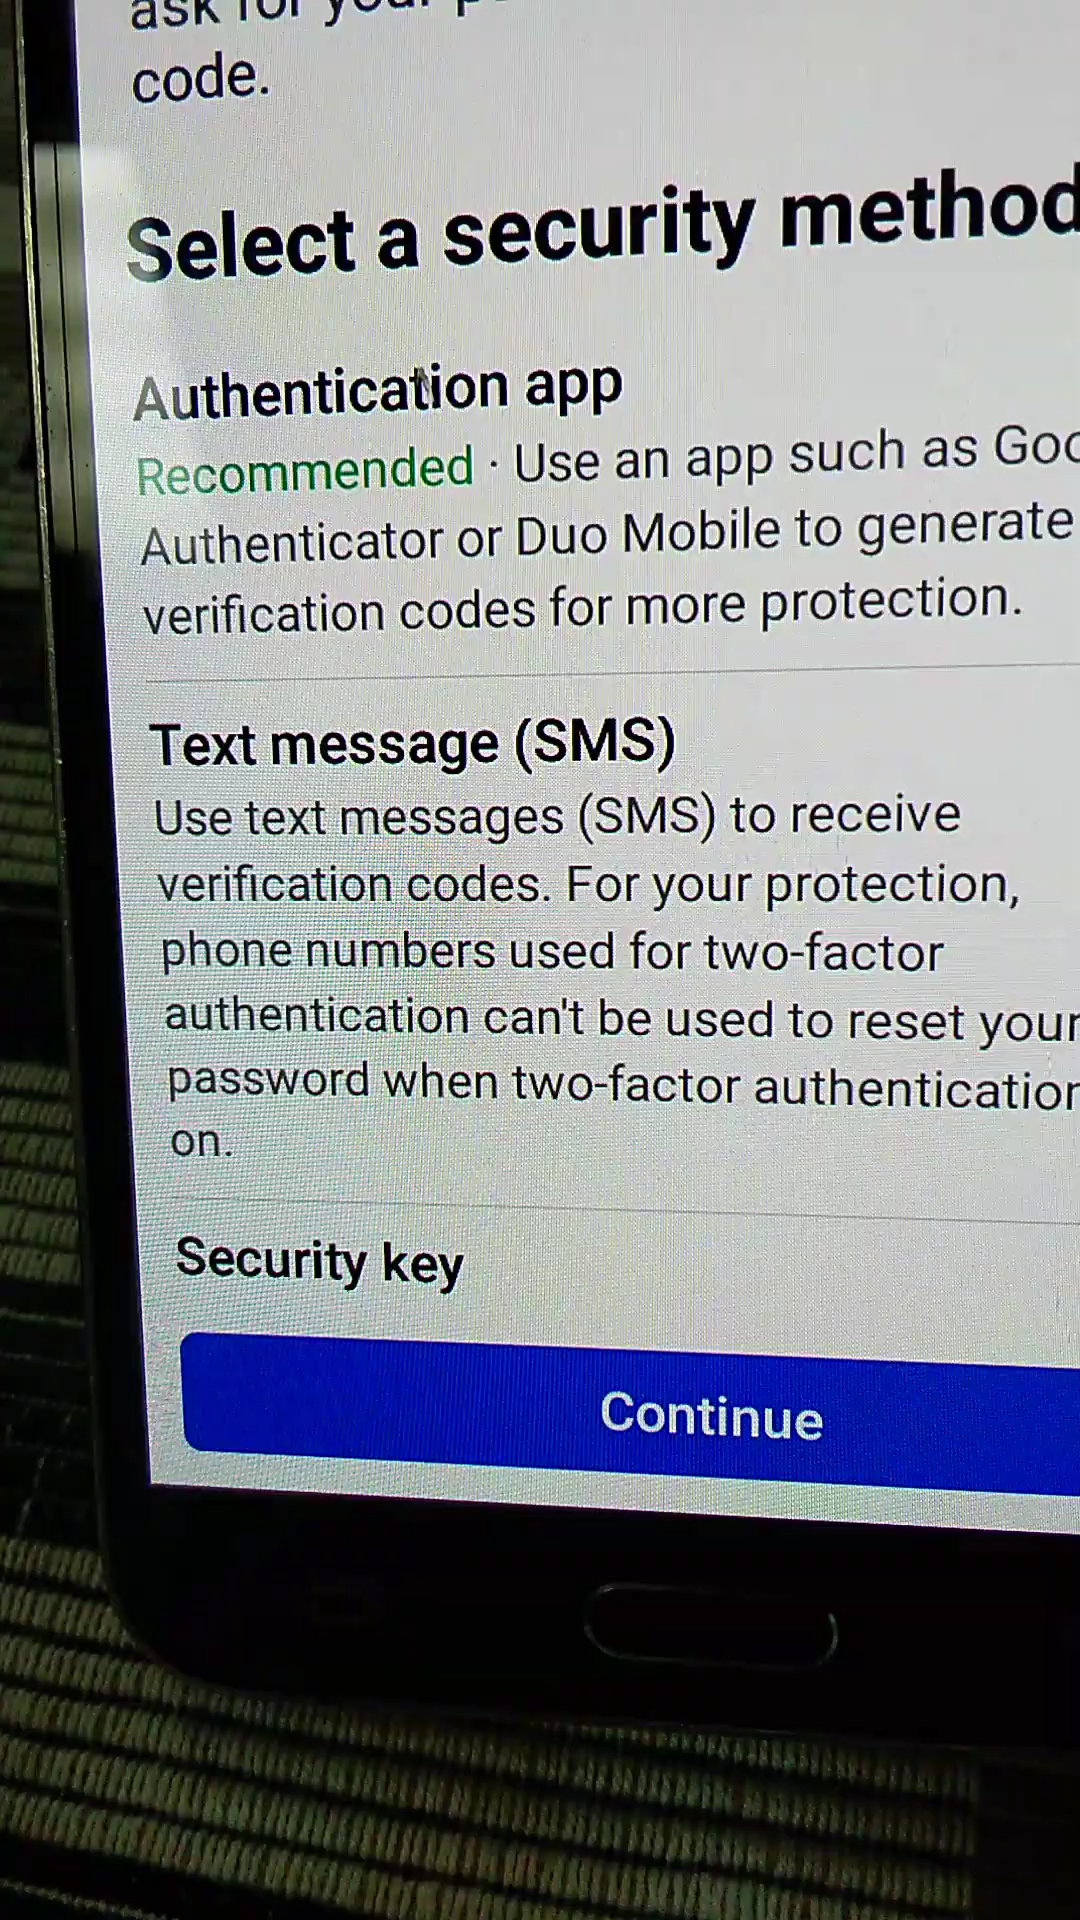 ask for your
code.
Select a security method
Authentication app
Recommended · Use an app such as
Authenticator or Duo Mobile to generate
verification codes for more protection.
Text message (SMS)
Use text messages (SMS) to receive
verification codes. For your protection,
phone numbers used for two-factor
authentication can't be used to reset your
password when two-factor authentication
on.
Security key
Continue